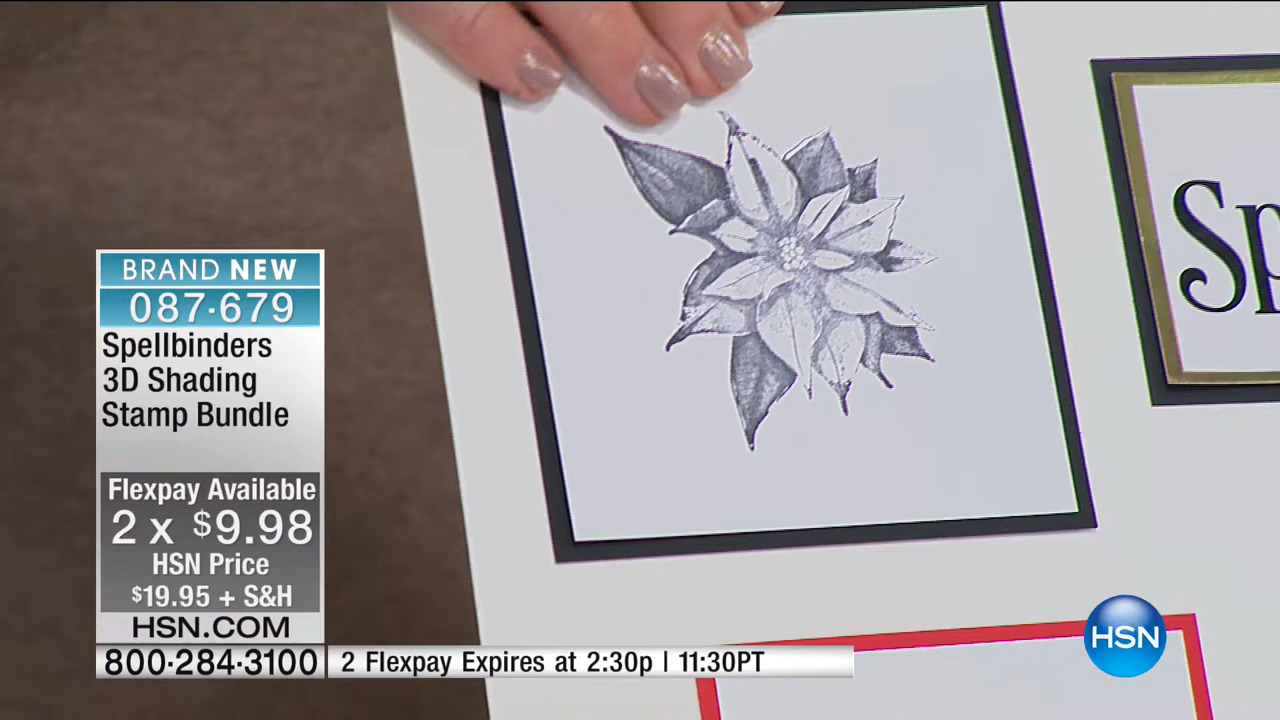 BRAND NEW
087·679
Spellbinders
3D Shading
Stamp Bundle
Flexpay Available
2 x $9.98
HSN Price
$19.95 + S&H
HSN.COM
800·284·3100
2 Flexpay Expires at 2:30p | 11:30PT
Sp
HSN